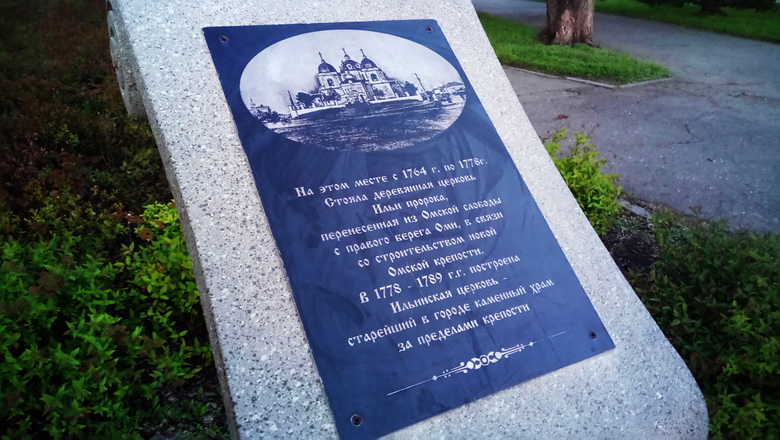 На этом месте с 1764 г. по 1778г.
Стояла деревянная церковь
Ильи пророка,
перенесенная из Омской слободы
с правого берега Оми, в связи
со строительством новой
Омской крепости.
В 1778 - 1789 г.г. построена
Ильинская церковь -
старейший в городе каменный храм
за пределами крепости